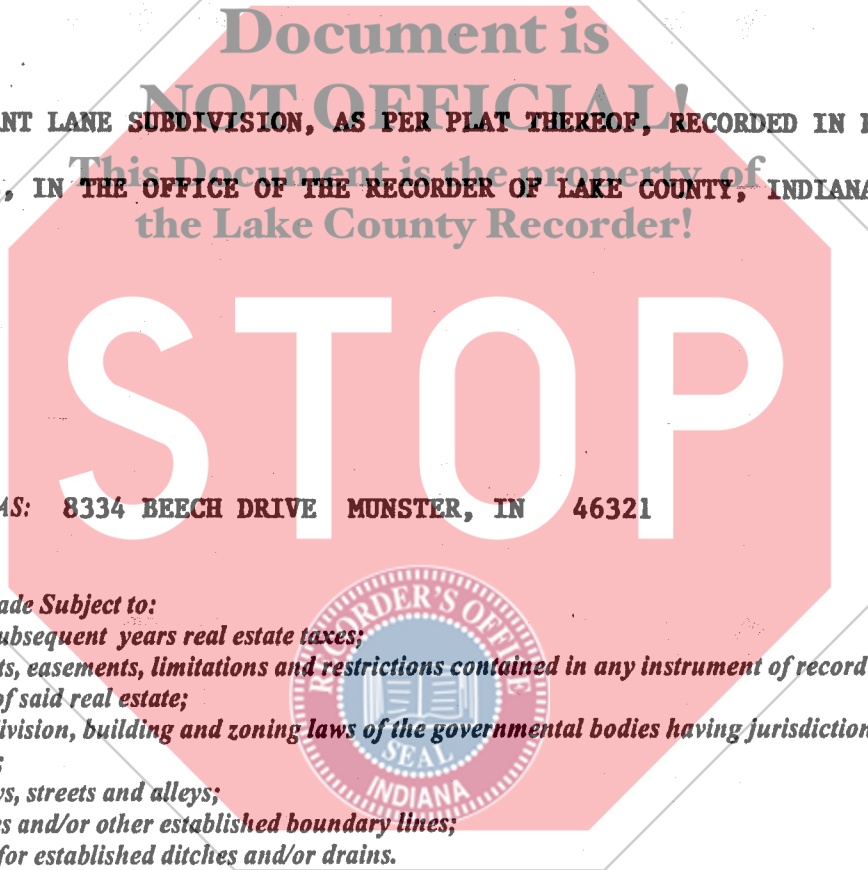 Document is
NOT OFFICIAL!
NT LANE SUBDIVISION, AS PER PLAT THEREOF, RECORDED IN
This Document is the property of
, IN THE OFFICE OF THE RECORDER OF LAKE COUNTY, INDIANA
the Lake County Recorder!
STOP
AS: 8334 BEECH DRIVE MUNSTER, IN 46321
ade Subject to:
ubsequent years real estate taxes;
ts, easements, limitations and restrictions contained in any instrument of record
of said real estate;
ivision, building and zoning laws of the governmental bodies having jurisdiction
;
s, streets and alleys;
s and/or other established boundary lines;
for established ditches and/or drains.
RECORDER'S OFFICE
SEAL
INDIANA